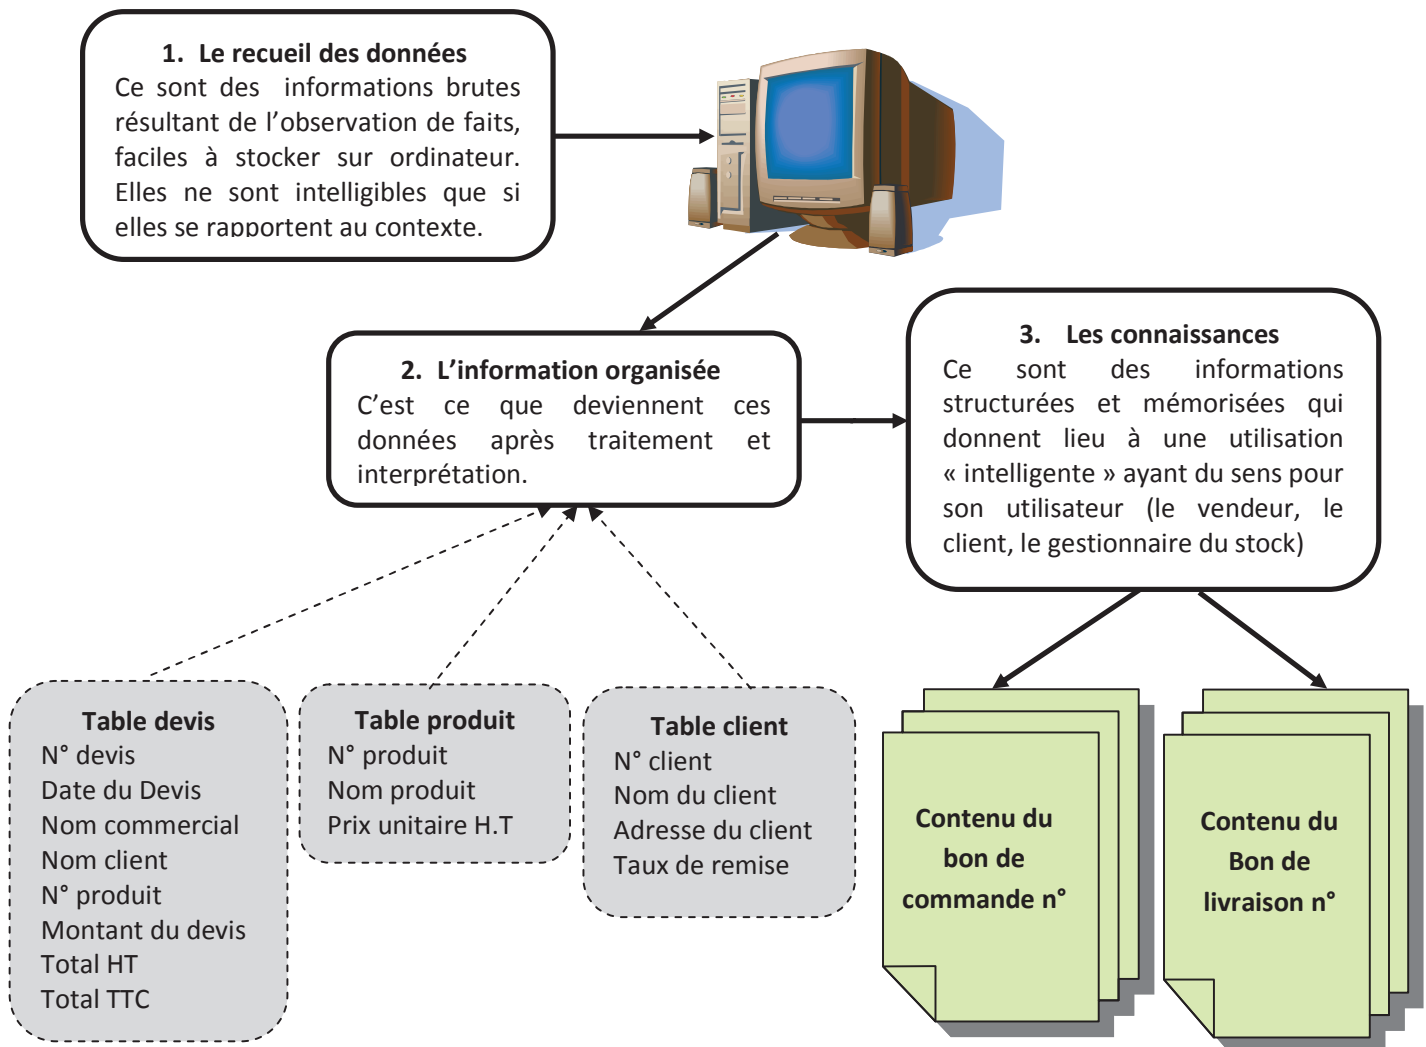 1. Le recueil des données
Ce sont des informations brutes
résultant de l’observation de faits,
faciles à stocker sur ordinateur.
Elles ne sont intelligibles que si
elles se rapportent au contexte.
2. L’information organisée
C’est ce que deviennent ces
données après traitement et
interprétation.
3. Les connaissances
Ce sont des informations
structurées et mémorisées qui
donnent lieu à une utilisation
« intelligente » ayant du sens pour
son utilisateur (le vendeur, le
client, le gestionnaire du stock)
Table devis
N° devis
Date du Devis
Nom commercial
Nom client
N° produit
Montant du devis
Total HT
Total TTC
Table produit
N° produit
Nom produit
Prix unitaire H.T
Table client
N° client
Nom du client
Adresse du client
Taux de remise
Contenu du
bon de
commande n°
Contenu du
Bon de
livraison n°